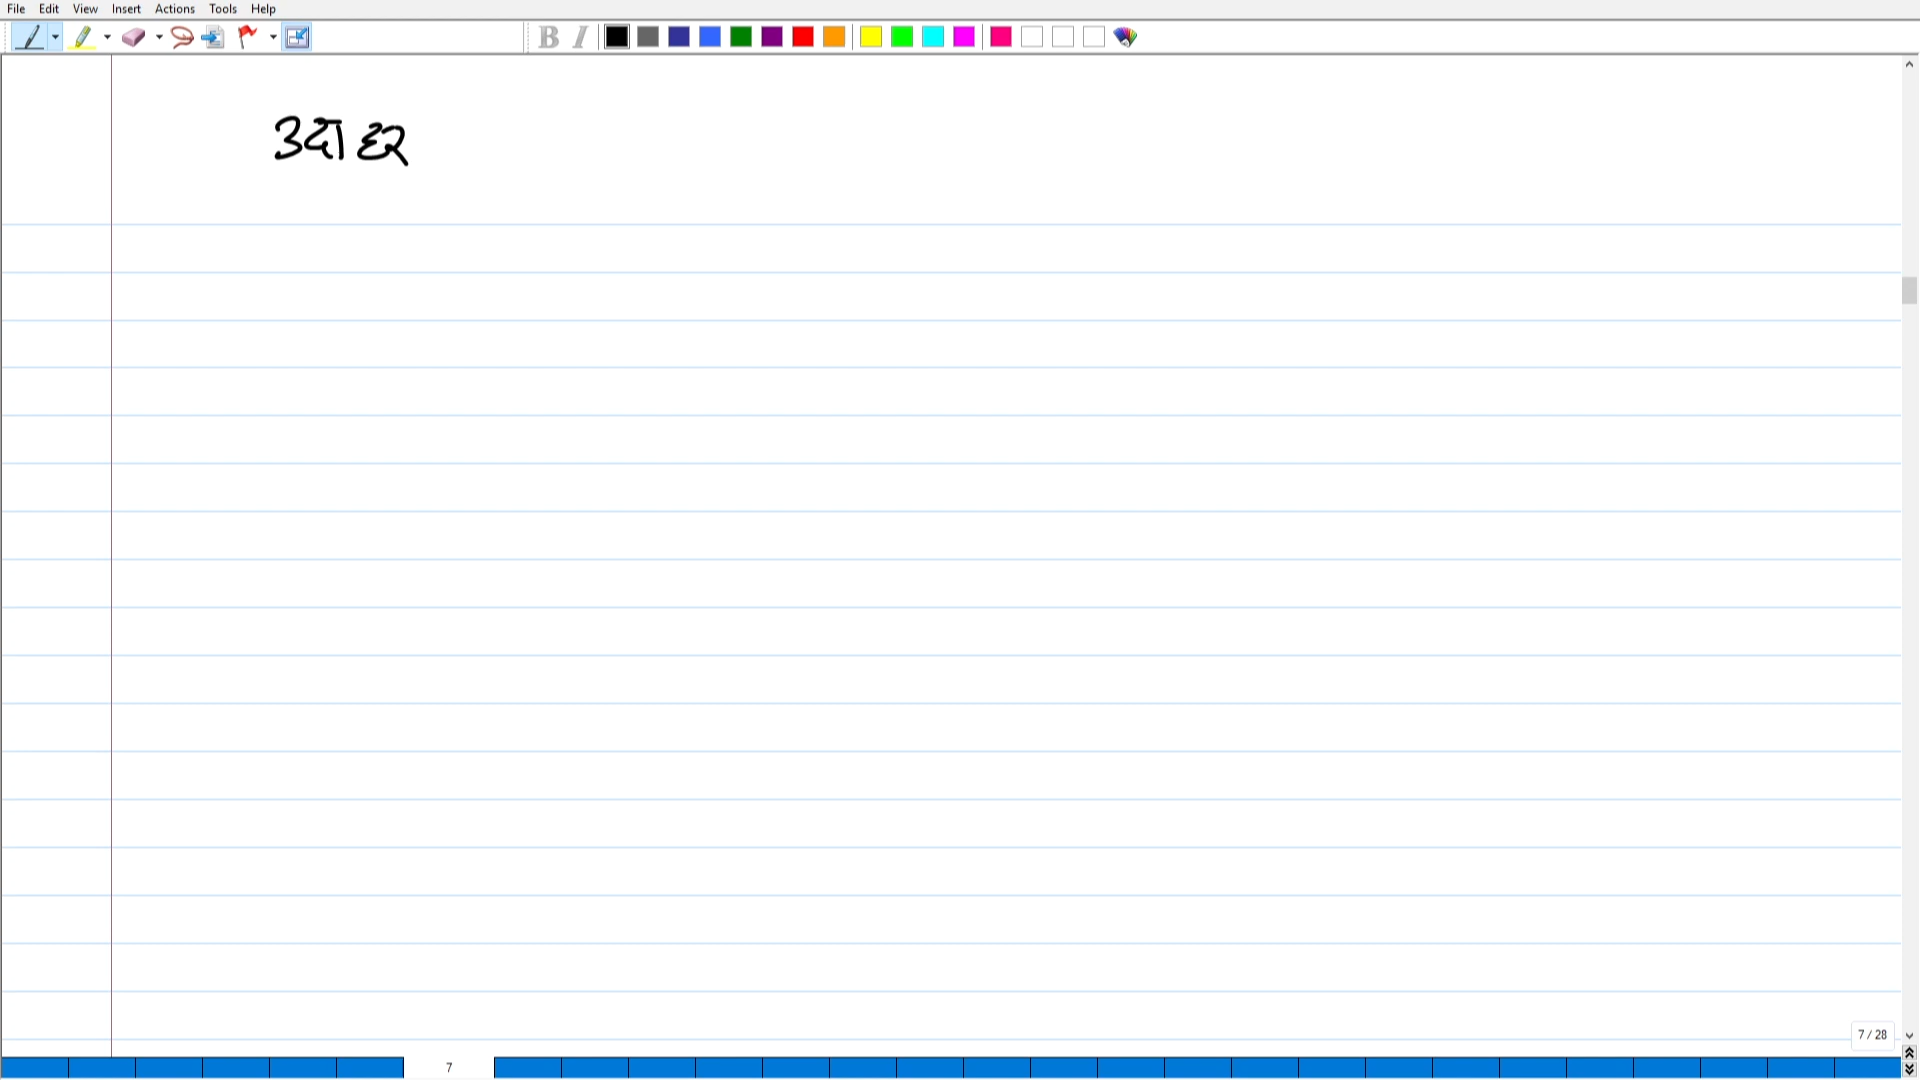 File Edit View Insert Actions Tools Help
B I
उदाहर
7 / 28
7